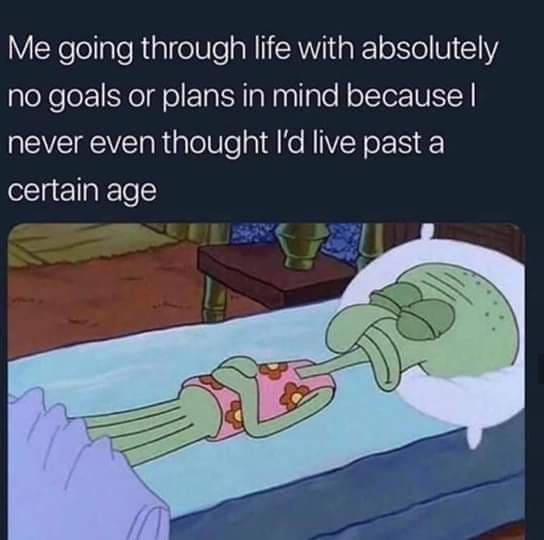 Me going through life with absolutely
no goals or plans in mind because I
never even thought I'd live past a
certain age